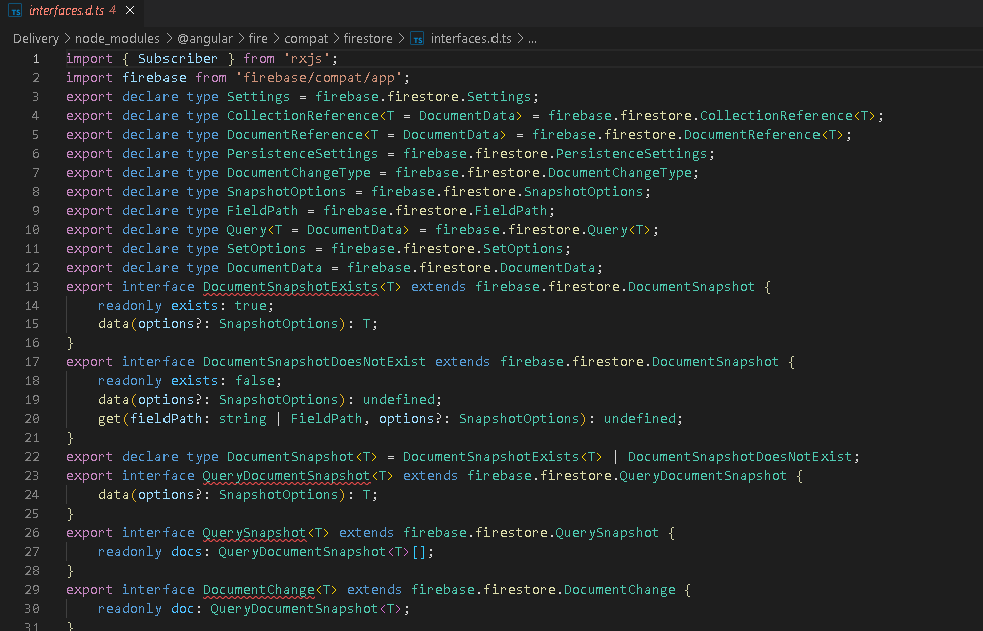 TS interfaces.d.ts 4 ×
Delivery > node_modules > @angular > fire > compat > firestore > TS interfaces.d.ts > ...
1 import { Subscriber } from 'rxjs';
2 import firebase from 'firebase/compat/app';
3 export declare type Settings = firebase.firestore.Settings;
4 export declare type CollectionReference<T = DocumentData> = firebase.firestore.CollectionReference<T>;
5 export declare type DocumentReference<T = DocumentData> = firebase.firestore.DocumentReference<T>;
6 export declare type PersistenceSettings = firebase.firestore.PersistenceSettings;
7 export declare type DocumentChangeType = firebase.firestore.DocumentChangeType;
8 export declare type SnapshotOptions = firebase.firestore.SnapshotOptions;
9 export declare type FieldPath = firebase.firestore.FieldPath;
10 export declare type Query<T = DocumentData> = firebase.firestore.Query<T>;
11 export declare type SetOptions = firebase.firestore.SetOptions;
12 export declare type DocumentData = firebase.firestore.DocumentData;
13 export interface DocumentSnapshotExists<T> extends firebase.firestore.DocumentSnapshot {
14     readonly exists: true;
15     data(options?: SnapshotOptions): T;
16 }
17 export interface DocumentSnapshotDoesNotExist extends firebase.firestore.DocumentSnapshot {
18     readonly exists: false;
19     data(options?: SnapshotOptions): undefined;
20     get(fieldPath: string | FieldPath, options?: SnapshotOptions): undefined;
21 }
22 export declare type DocumentSnapshot<T> = DocumentSnapshotExists<T> | DocumentSnapshotDoesNotExist;
23 export interface QueryDocumentSnapshot<T> extends firebase.firestore.QueryDocumentSnapshot {
24     data(options?: SnapshotOptions): T;
25 }
26 export interface QuerySnapshot<T> extends firebase.firestore.QuerySnapshot {
27     readonly docs: QueryDocumentSnapshot<T>[];
28 }
29 export interface DocumentChange<T> extends firebase.firestore.DocumentChange {
30     readonly doc: QueryDocumentSnapshot<T>;
31 }